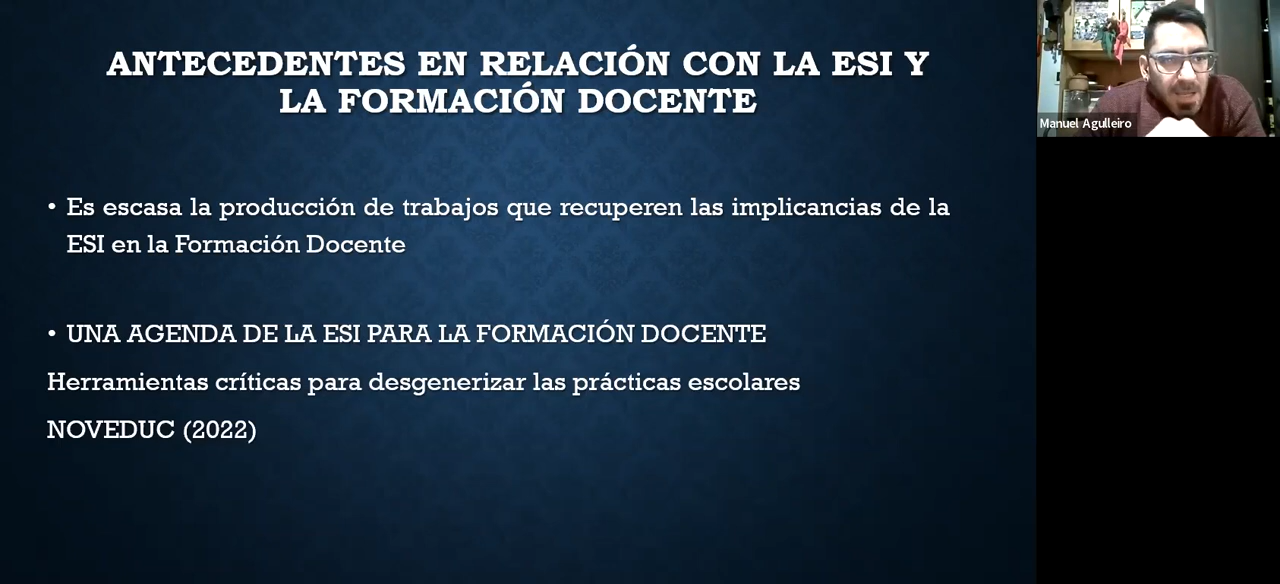 ANTECEDENTES EN RELACIÓN CON LA ESI Y
LA FORMACIÓN DOCENTE
• Es escasa la producción de trabajos que recuperen las implicancias de la
ESI en la Formación Docente
• UNA AGENDA DE LA ESI PARA LA FORMACIÓN DOCENTE
Herramientas críticas para desgenerizar las prácticas escolares
NOVEDUC (2022)
Manuel Agulleiro